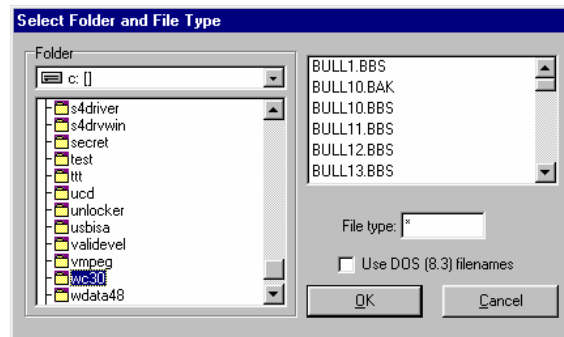 Select Folder and File Type
Folder
c: []
s4driver
s4drvwin
secret
test
ttt
ucd
unlocker
usbisa
validevel
vmpeg
wc30
wdata48
BULL1.BBS
BULL10.BAK
BULL10.BBS
BULL11.BBS
BULL12.BBS
BULL13.BBS
File type: *
Use DOS (8.3) filenames
OK
Cancel